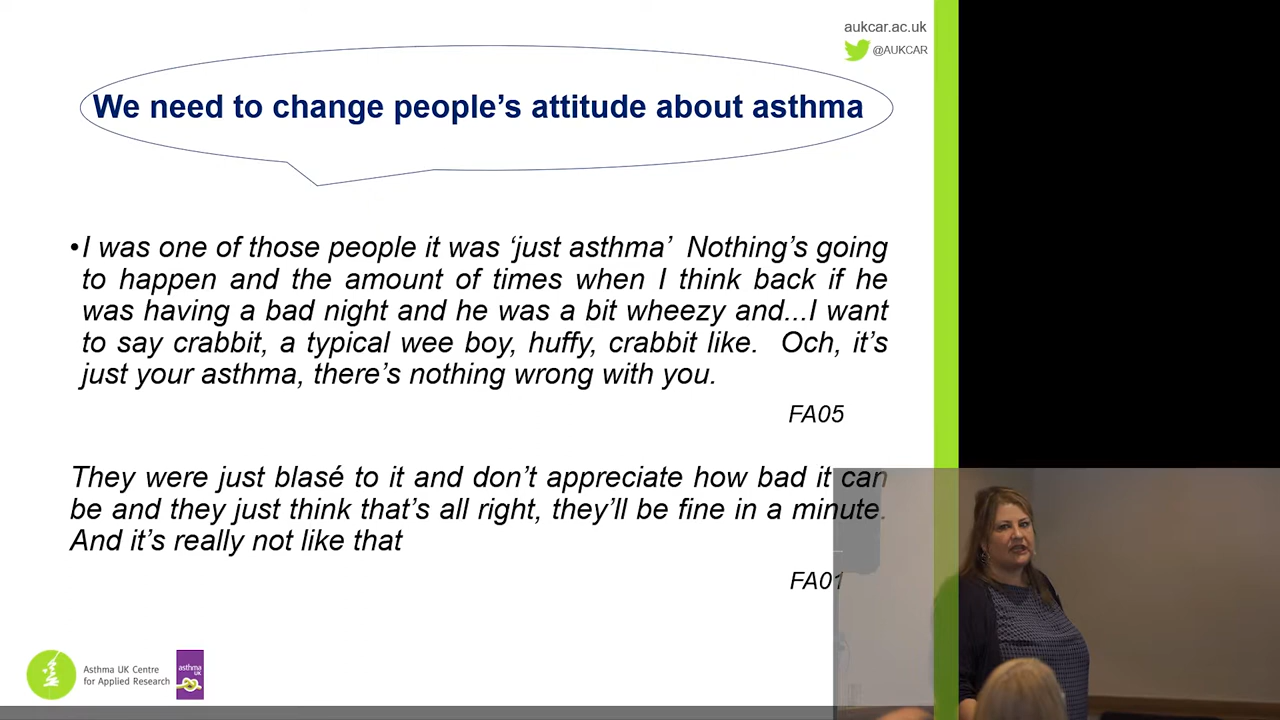 aukcar.ac.uk
@AUKCAR
We need to change people's attitude about asthma
•I was one of those people it was ‘just asthma’ Nothing's going
to happen and the amount of times when I think back if he
was having a bad night and he was a bit wheezy and...I want
to say crabbit, a typical wee boy, huffy, crabbit like. Och, it's
just your asthma, there's nothing wrong with you.
FA05
They were just blasé to it and don't appreciate how bad it can
be and they just think that's all right, they'll be fine in a minute.
And it's really not like that
FA01
Asthma UK Centre
for Applied Research
asthma
UK